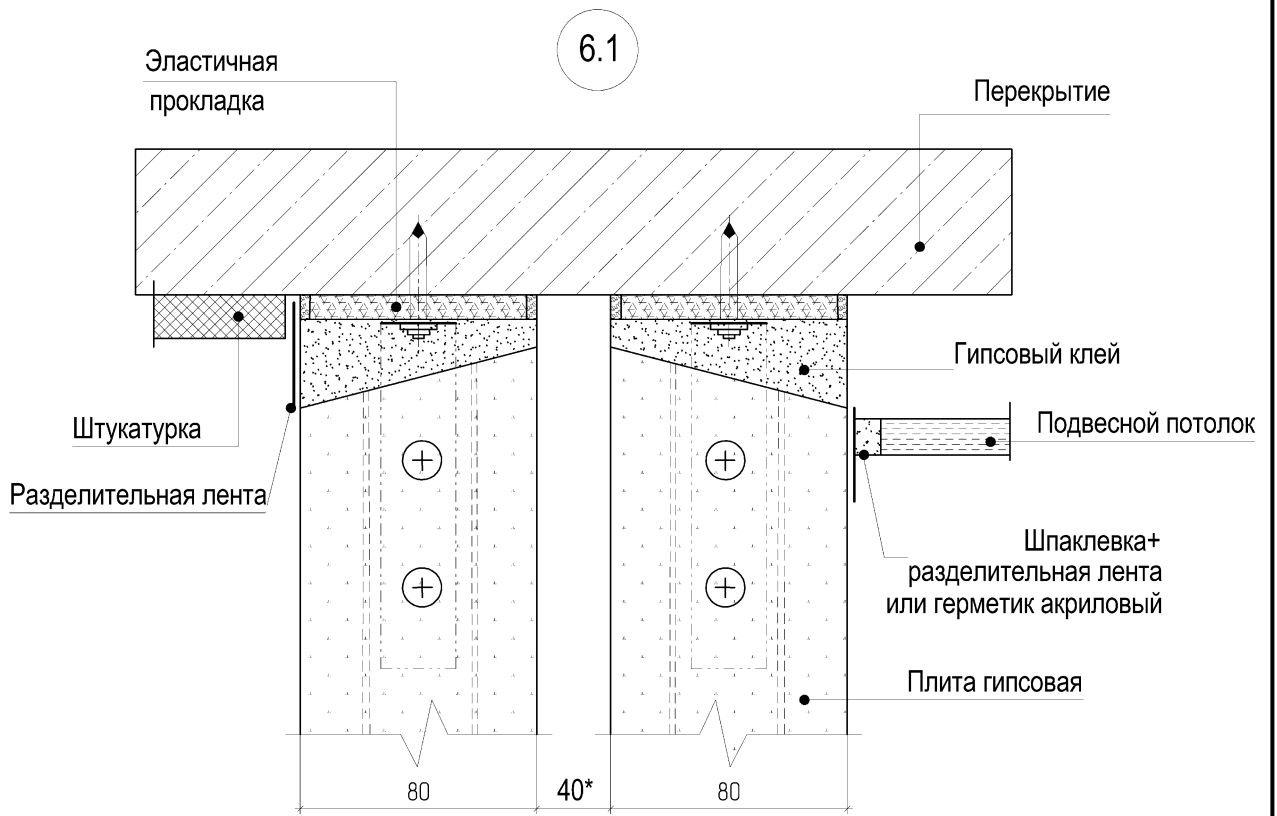 6.1
Эластичная
прокладка
Перекрытие
Гипсовый клей
Штукатурка
Подвесной потолок
Разделительная лента
Шпаклевка+
разделительная лента
или герметик акриловый
Плита гипсовая
80
40*
80